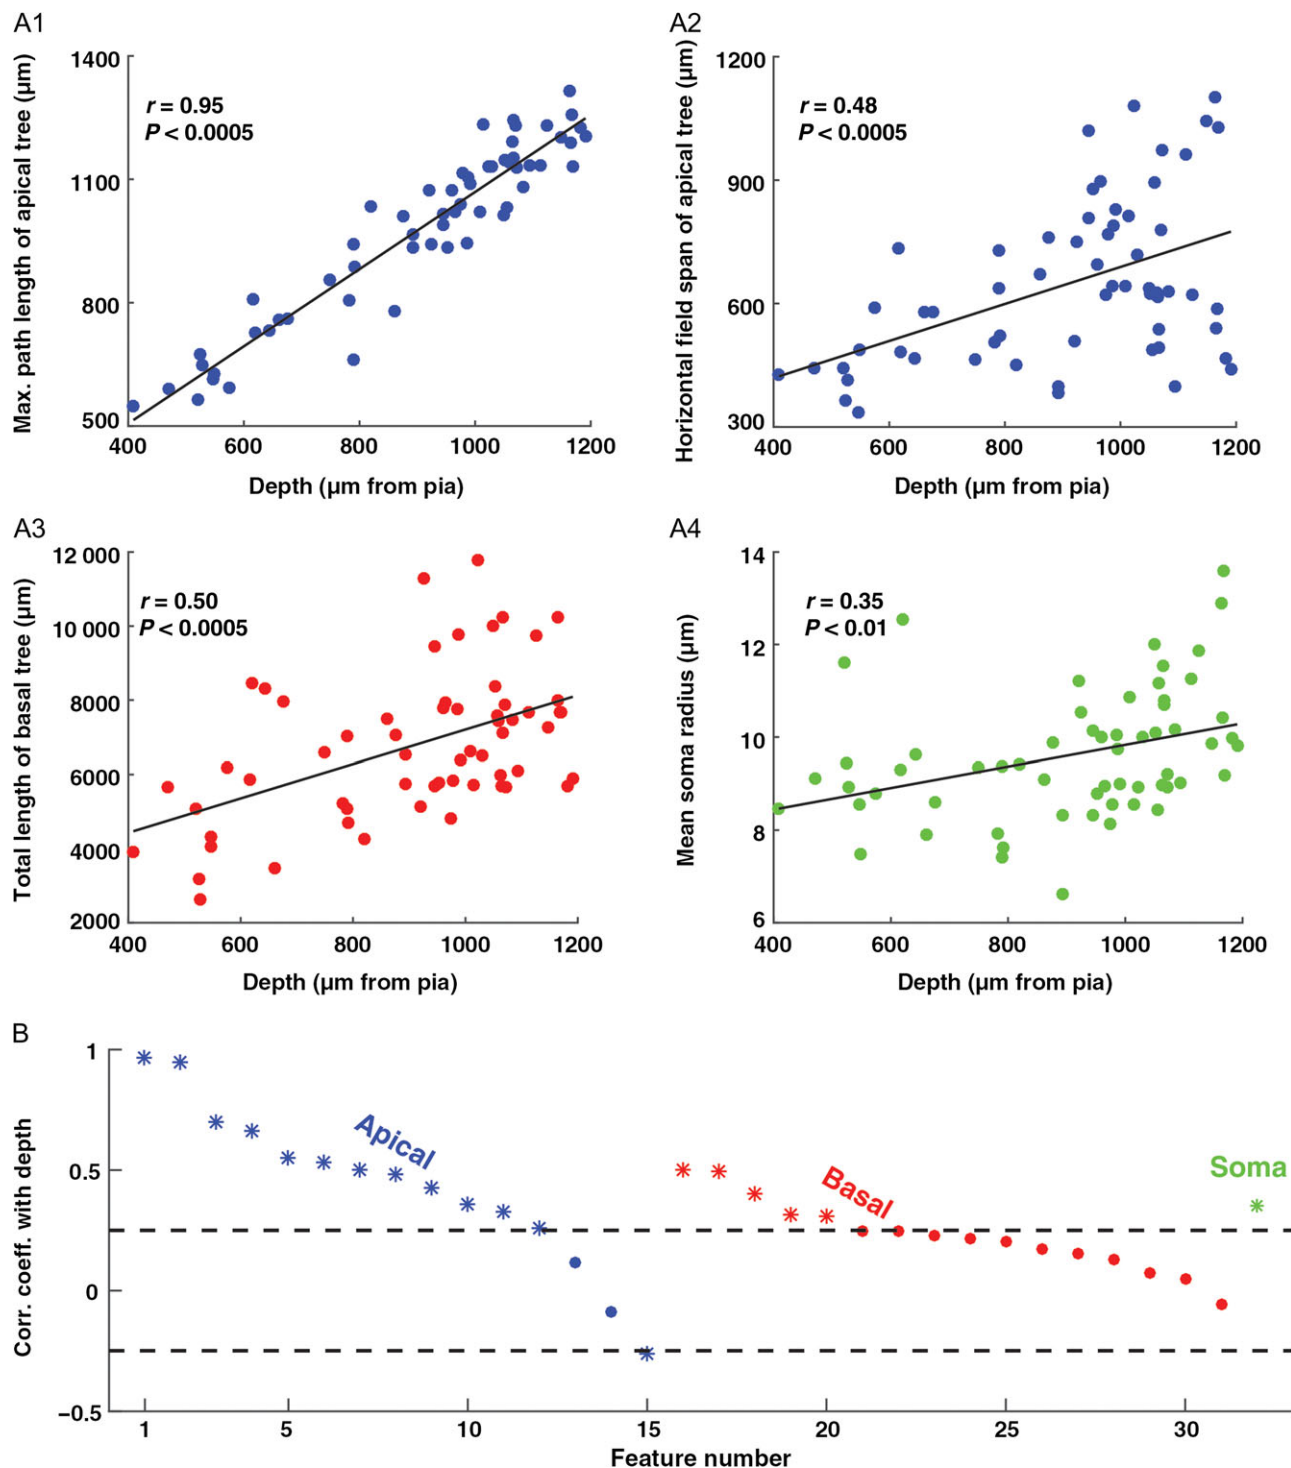 A1
Max. path length of apical tree (μm)
1400
1100
800
500
r = 0.95
P < 0.0005
400
600
800
1000
1200
Depth (μm from pia)
A2
Horizontal field span of apical tree (μm)
1200
900
600
300
r = 0.48
P < 0.0005
400
600
800
1000
1200
Depth (μm from pia)
A3
Total length of basal tree (μm)
12 000
10 000
8000
6000
4000
2000
r = 0.50
P < 0.0005
400
600
800
1000
1200
Depth (μm from pia)
A4
Mean soma radius (μm)
14
12
10
8
6
r = 0.35
P < 0.01
400
600
800
1000
1200
Depth (μm from pia)
B
Corr. coeff. with depth
1
0.5
0
−0.5
Apical
Basal
Soma
1
5
10
15
20
25
30
Feature number